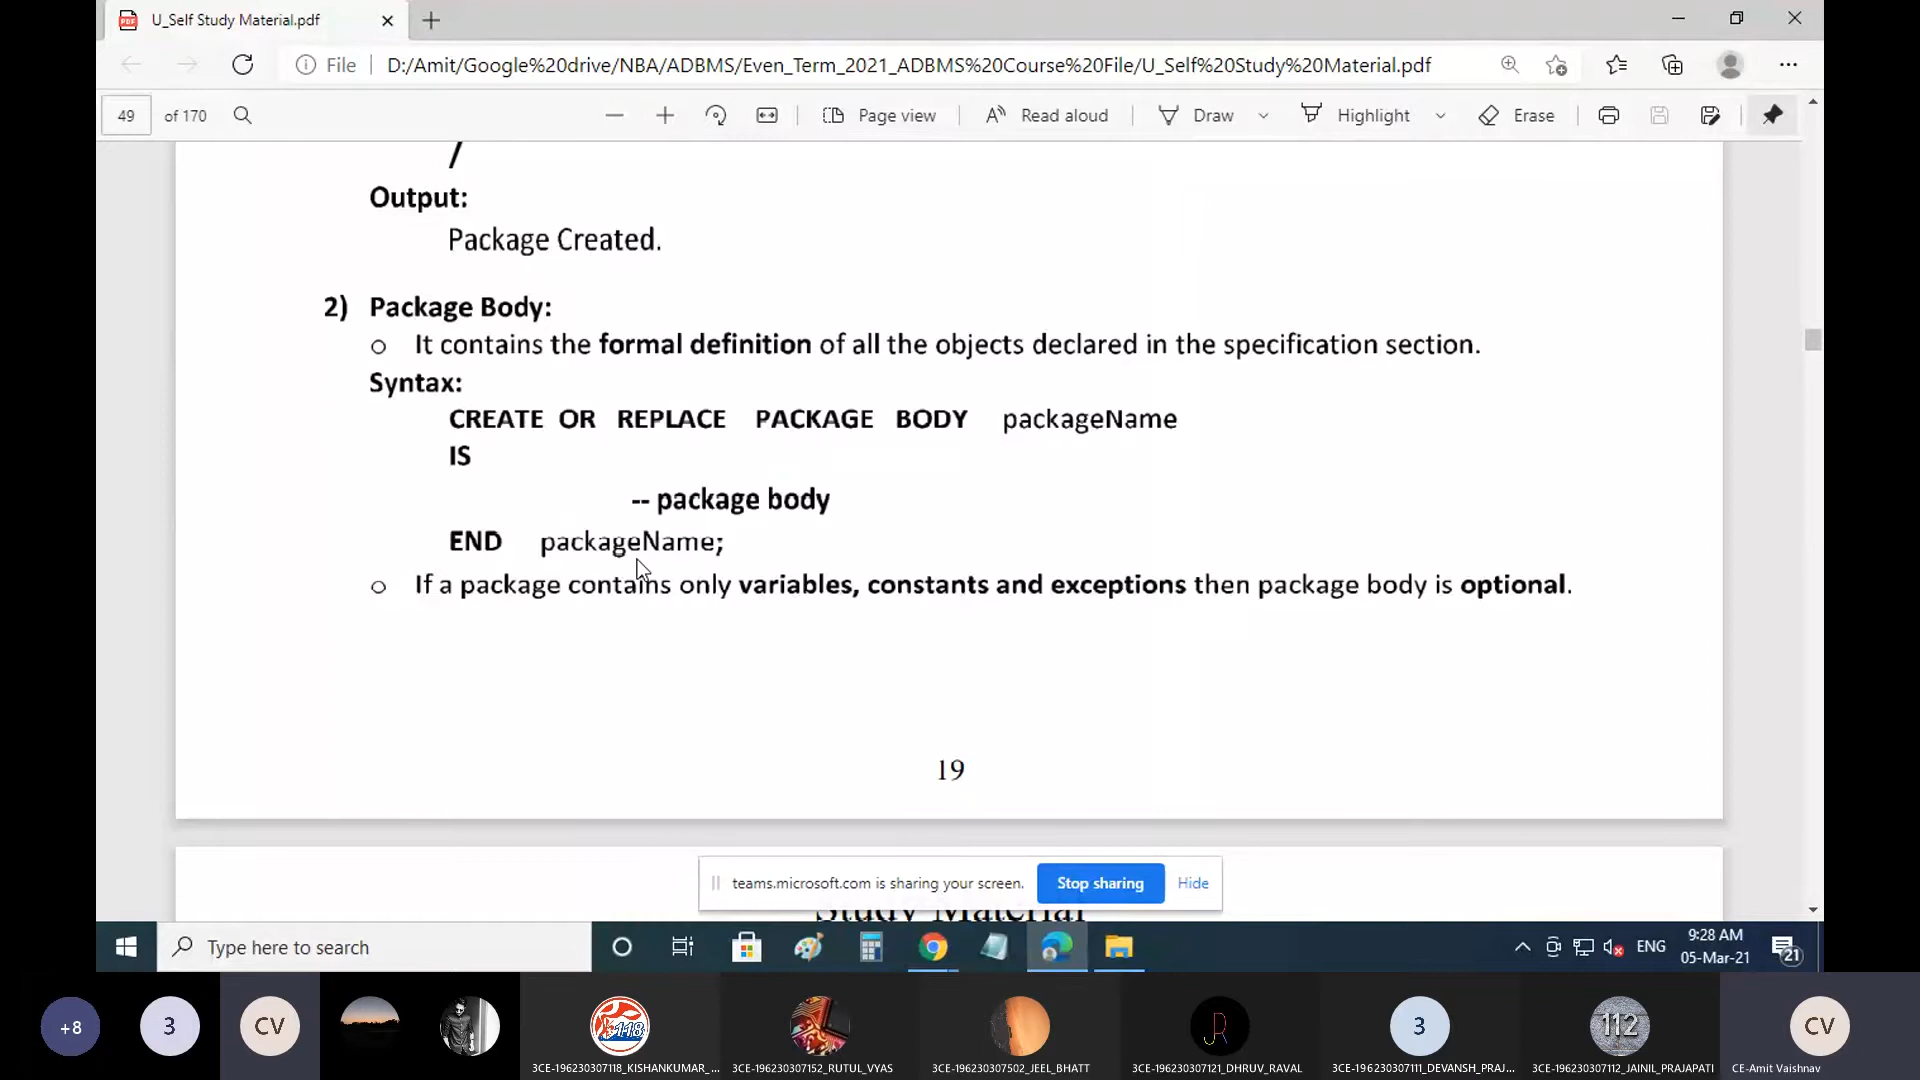 U_Self Study Material.pdf
File D:/Amit/Google%20drive/NBA/ADBMS/Even_Term_2021_ADBMS%20Course%20File/U_Self%20Study%20Material.pdf
49 of 170 Page view Read aloud Draw Highlight Erase
/
Output:
Package Created.
2) Package Body:
o It contains the formal definition of all the objects declared in the specification section.
Syntax:
CREATE OR REPLACE PACKAGE BODY packageName
IS
-- package body
END packageName;
o If a package contains only variables, constants and exceptions then package body is optional.
19
teams.microsoft.com is sharing your screen. Stop sharing Hide
Study Material
Type here to search
ENG
9:28 AM
05-Mar-21
21
+8 3 CV 118 JR 3 112 CV
3CE-196230307118_KISHANKUMAR_... 3CE-196230307152_RUTUL_VYAS 3CE-196230307502_JEEL_BHATT 3CE-196230307121_DHRUV_RAVAL 3CE-196230307111_DEVANSH_PRAJ... 3CE-196230307112_JAINIL_PRAJAPATI CE-Amit Vaishnav